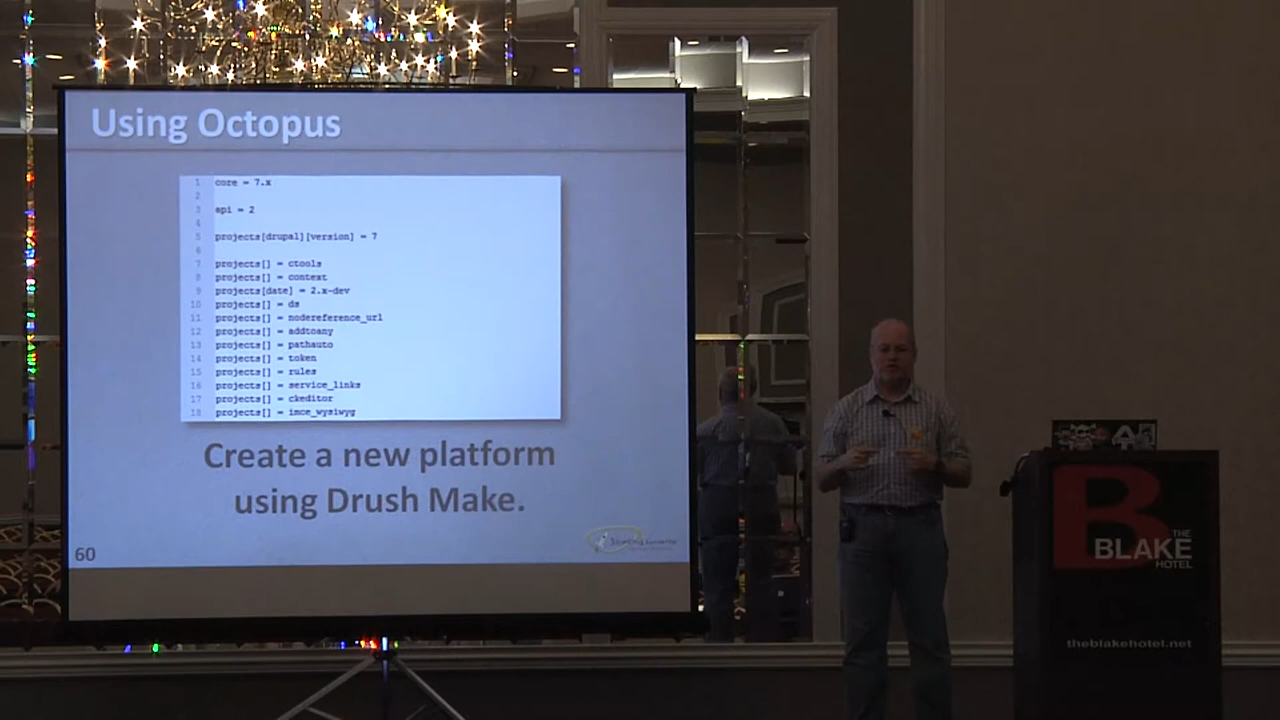 Using Octopus
1 core = 7.x
2
3 api = 2
4
5 projects[drupal][version] = 7
6
7 projects[] = ctools
8 projects[] = context
9 projects[date] = 2.x-dev
10 projects[] = ds
11 projects[] = nodereference_url
12 projects[] = addtoany
13 projects[] = pathauto
14 projects[] = token
15 projects[] = rules
16 projects[] = service_links
17 projects[] = ckeditor
18 projects[] = imce_wysiwyg
Create a new platform
using Drush Make.
60
B
THE
BLAKE
HOTEL
theblakehotel.net